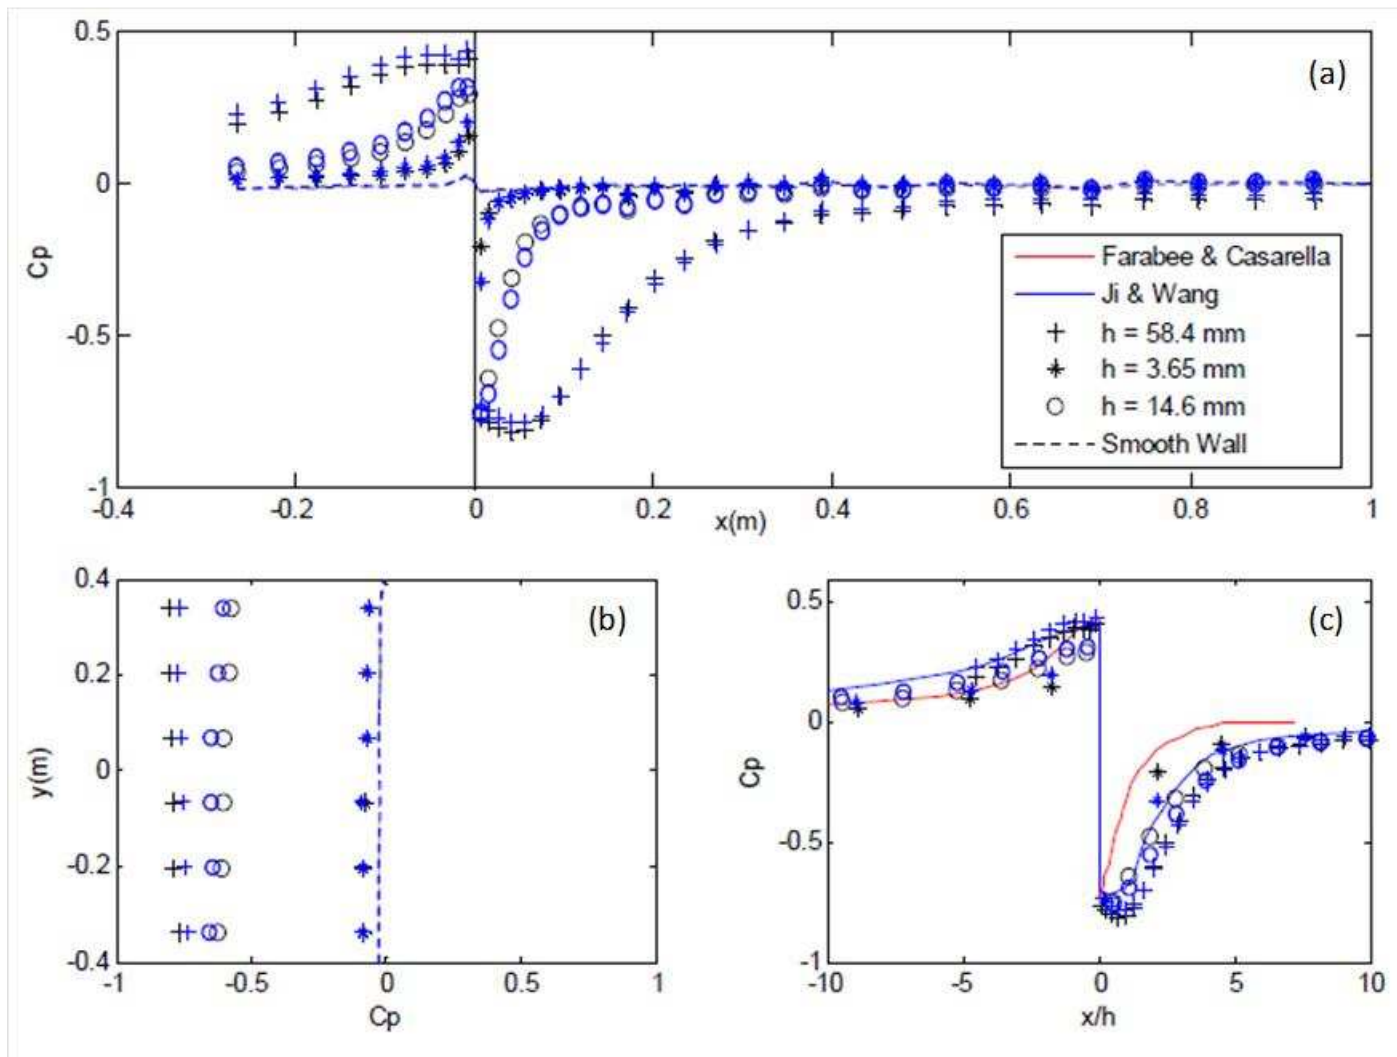 0.5
(a)
0
Cp
-0.5
-1
-0.4
-0.2
0
0.2
0.4
0.6
0.8
1
x(m)
Farabee & Casarella
Ji & Wang
h = 58.4 mm
h = 3.65 mm
h = 14.6 mm
Smooth Wall
0.4
(b)
0.2
y(m)
0
-0.2
-0.4
-1
-0.5
0
0.5
1
Cp
0.5
(c)
0
Cp
-0.5
-1
-10
-5
0
5
10
x/h